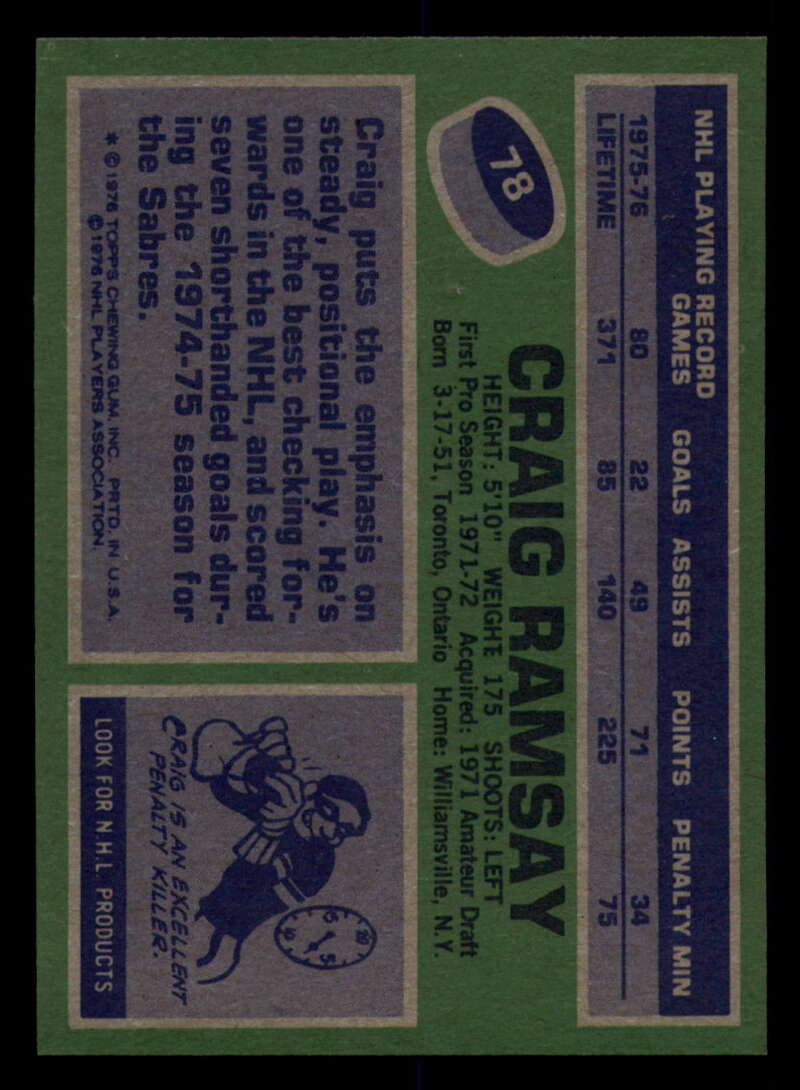 NHL PLAYING RECORD
GAMES GOALS ASSISTS POINTS PENALTY MIN
1975-76 80 22 49 71 34
LIFETIME 371 85 140 225 75
78
CRAIG RAMSAY
HEIGHT: 5'10" WEIGHE 175 SHOOTS: LEFT
First Pro Season 1971-72 Acquired: 1971 Amateur Draft
Born 3-17-51, Toronto, Ontario Home: Williamsville, N.Y.
Craig puts the emphasis on
steady, positional play. He's
one of the best checking for-
wards in the NHL, and scored
seven shorthanded goals dur-
ing the 1974-75 season for
the Sabres.
* © 1976 TOPPS CHEWING GUM, INC. PRTD. IN U.S.A.
© 1976 NHL PLAYERS ASSOCIATION.
20
15
5
10
CRAIG IS AN EXCELLENT
PENALTY KILLER.
LOOK FOR N.H.L. PRODUCTS